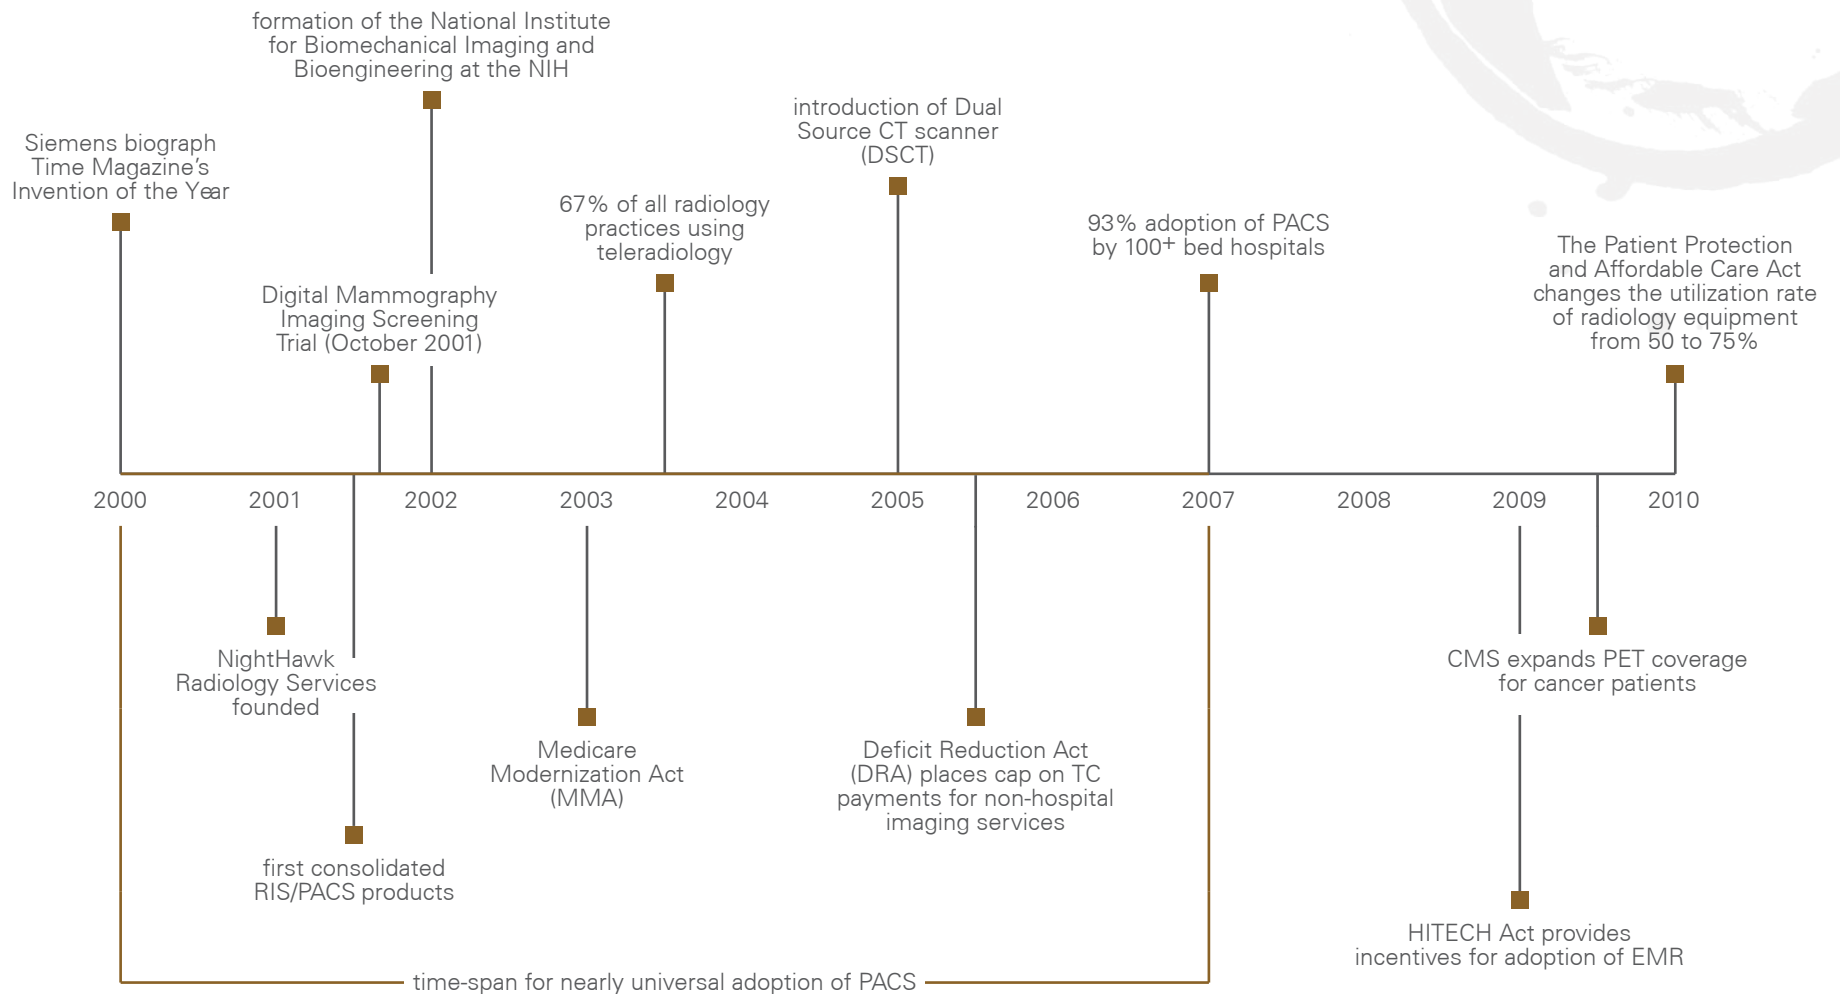 formation of the National Institute
for Biomechanical Imaging and
Bioengineering at the NIH
Siemens biograph
Time Magazine’s
Invention of the Year
introduction of Dual
Source CT scanner
(DSCT)
67% of all radiology
practices using
teleradiology
93% adoption of PACS
by 100+ bed hospitals
The Patient Protection
and Affordable Care Act
changes the utilization rate
of radiology equipment
from 50 to 75%
Digital Mammography
Imaging Screening
Trial (October 2001)
2000 2001 2002 2003 2004 2005 2006 2007 2008 2009 2010
NightHawk
Radiology Services
founded
first consolidated
RIS/PACS products
Medicare
Modernization Act
(MMA)
Deficit Reduction Act
(DRA) places cap on TC
payments for non-hospital
imaging services
CMS expands PET coverage
for cancer patients
HITECH Act provides
incentives for adoption of EMR
time-span for nearly universal adoption of PACS